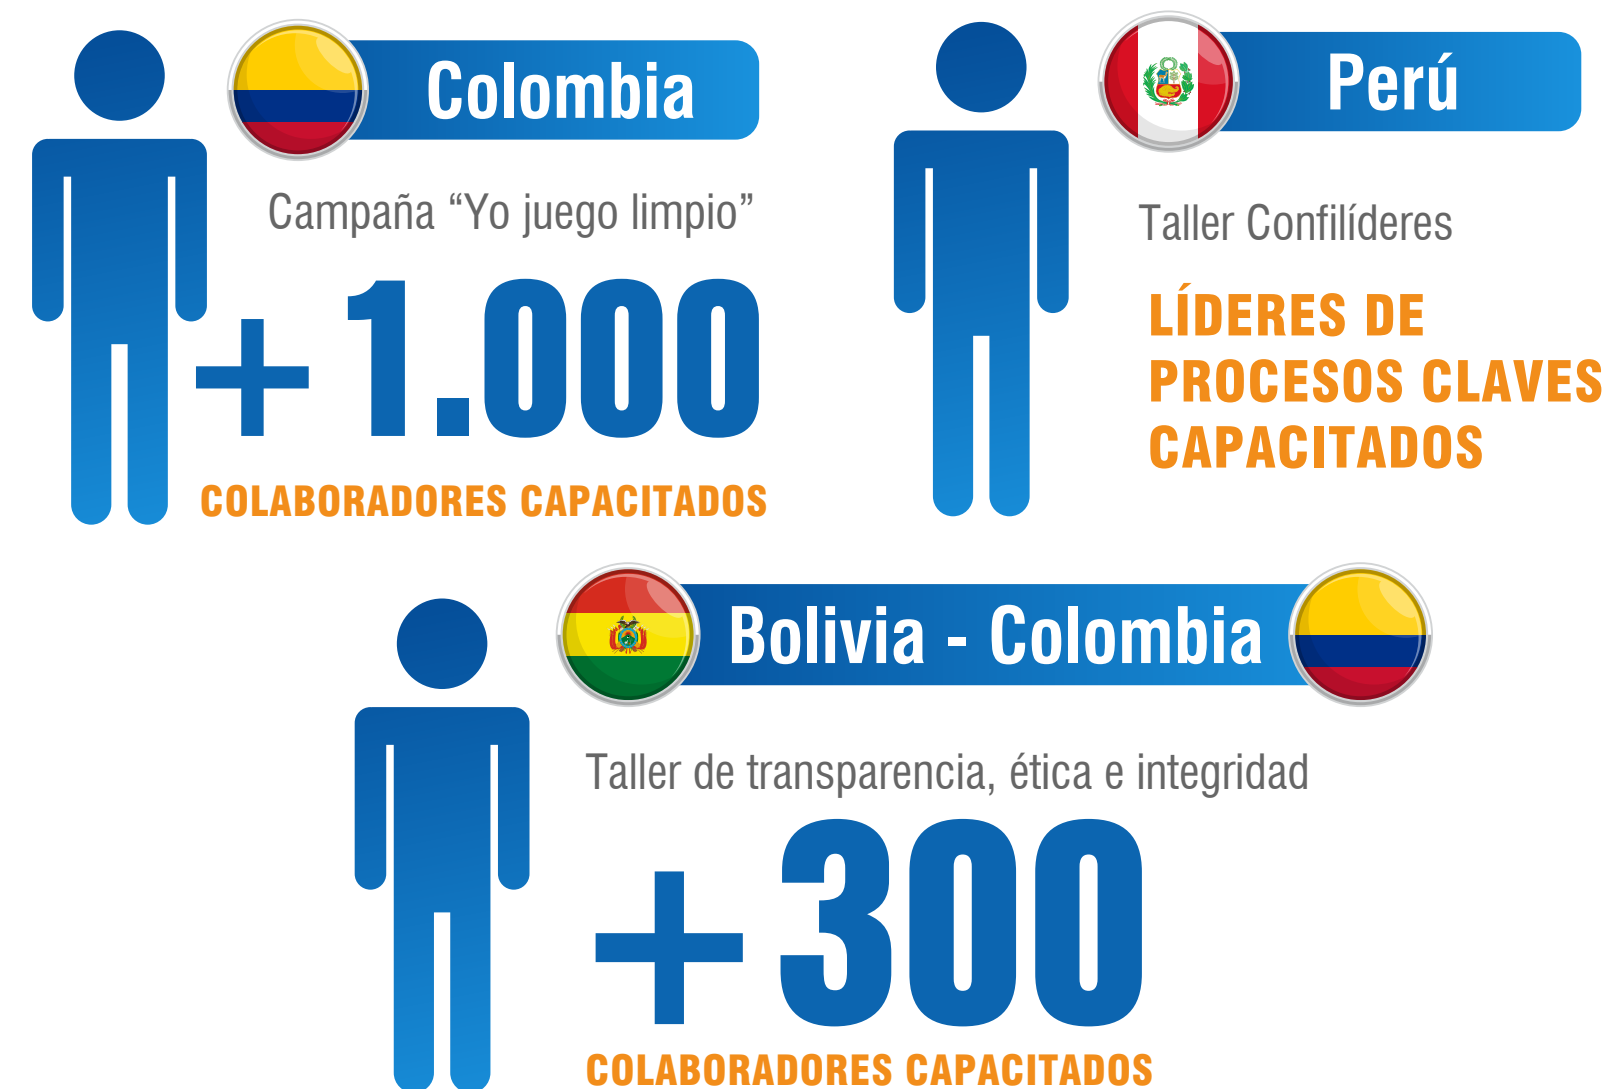 Colombia
Campaña “Yo juego limpio”
+1.000
COLABORADORES CAPACITADOS
Perú
Taller Confilíderes
LÍDERES DE
PROCESOS CLAVES
CAPACITADOS
Bolivia - Colombia
Taller de transparencia, ética e integridad
+300
COLABORADORES CAPACITADOS